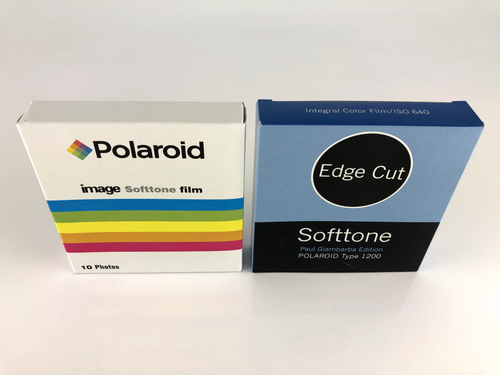 Polaroid
image Softtone film
10 Photos
Integral Color Film/ISO 640
Edge Cut
Softtone
Paul Giambarba Edition
POLAROID Type 1200